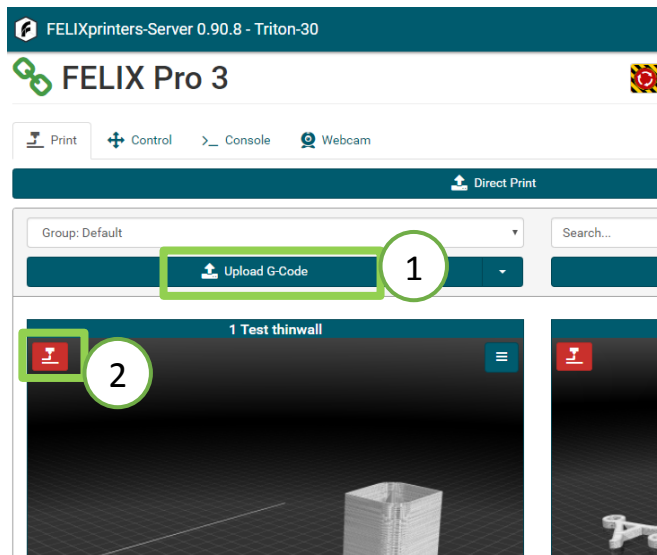 FELIXprinters-Server 0.90.8 - Triton-30
FELIX Pro 3
Print Control >_ Console Webcam
Direct Print
Group: Default Search...
Upload G-Code 1
1 Test thinwall
2